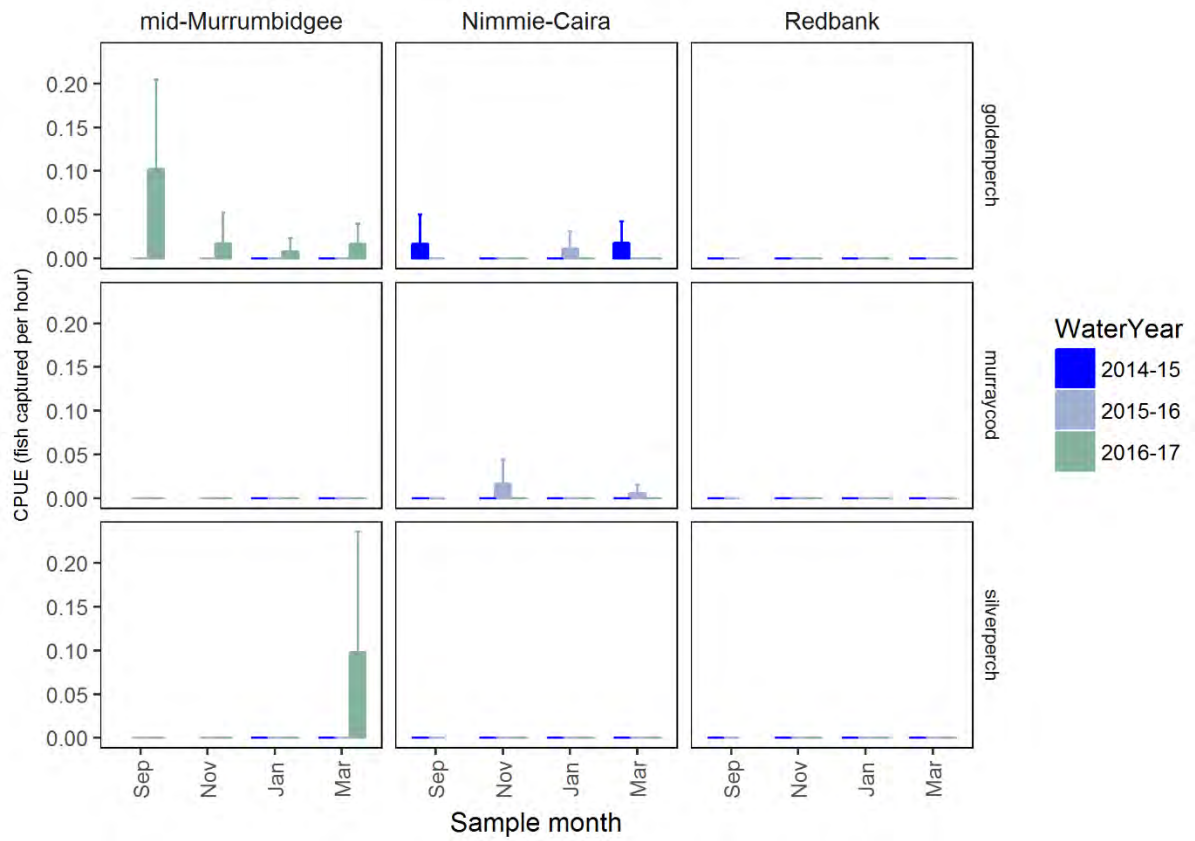 mid-Murrumbidgee Nimmie-Caira Redbank
0.20
0.15
0.10
0.05
0.00
goldenperch
0.20
0.15
0.10
0.05
0.00
murraycod
0.20
0.15
0.10
0.05
0.00
silverperch
CPUE (fish captured per hour)
Sep Nov Jan Mar Sep Nov Jan Mar Sep Nov Jan Mar
Sample month
WaterYear
2014-15
2015-16
2016-17